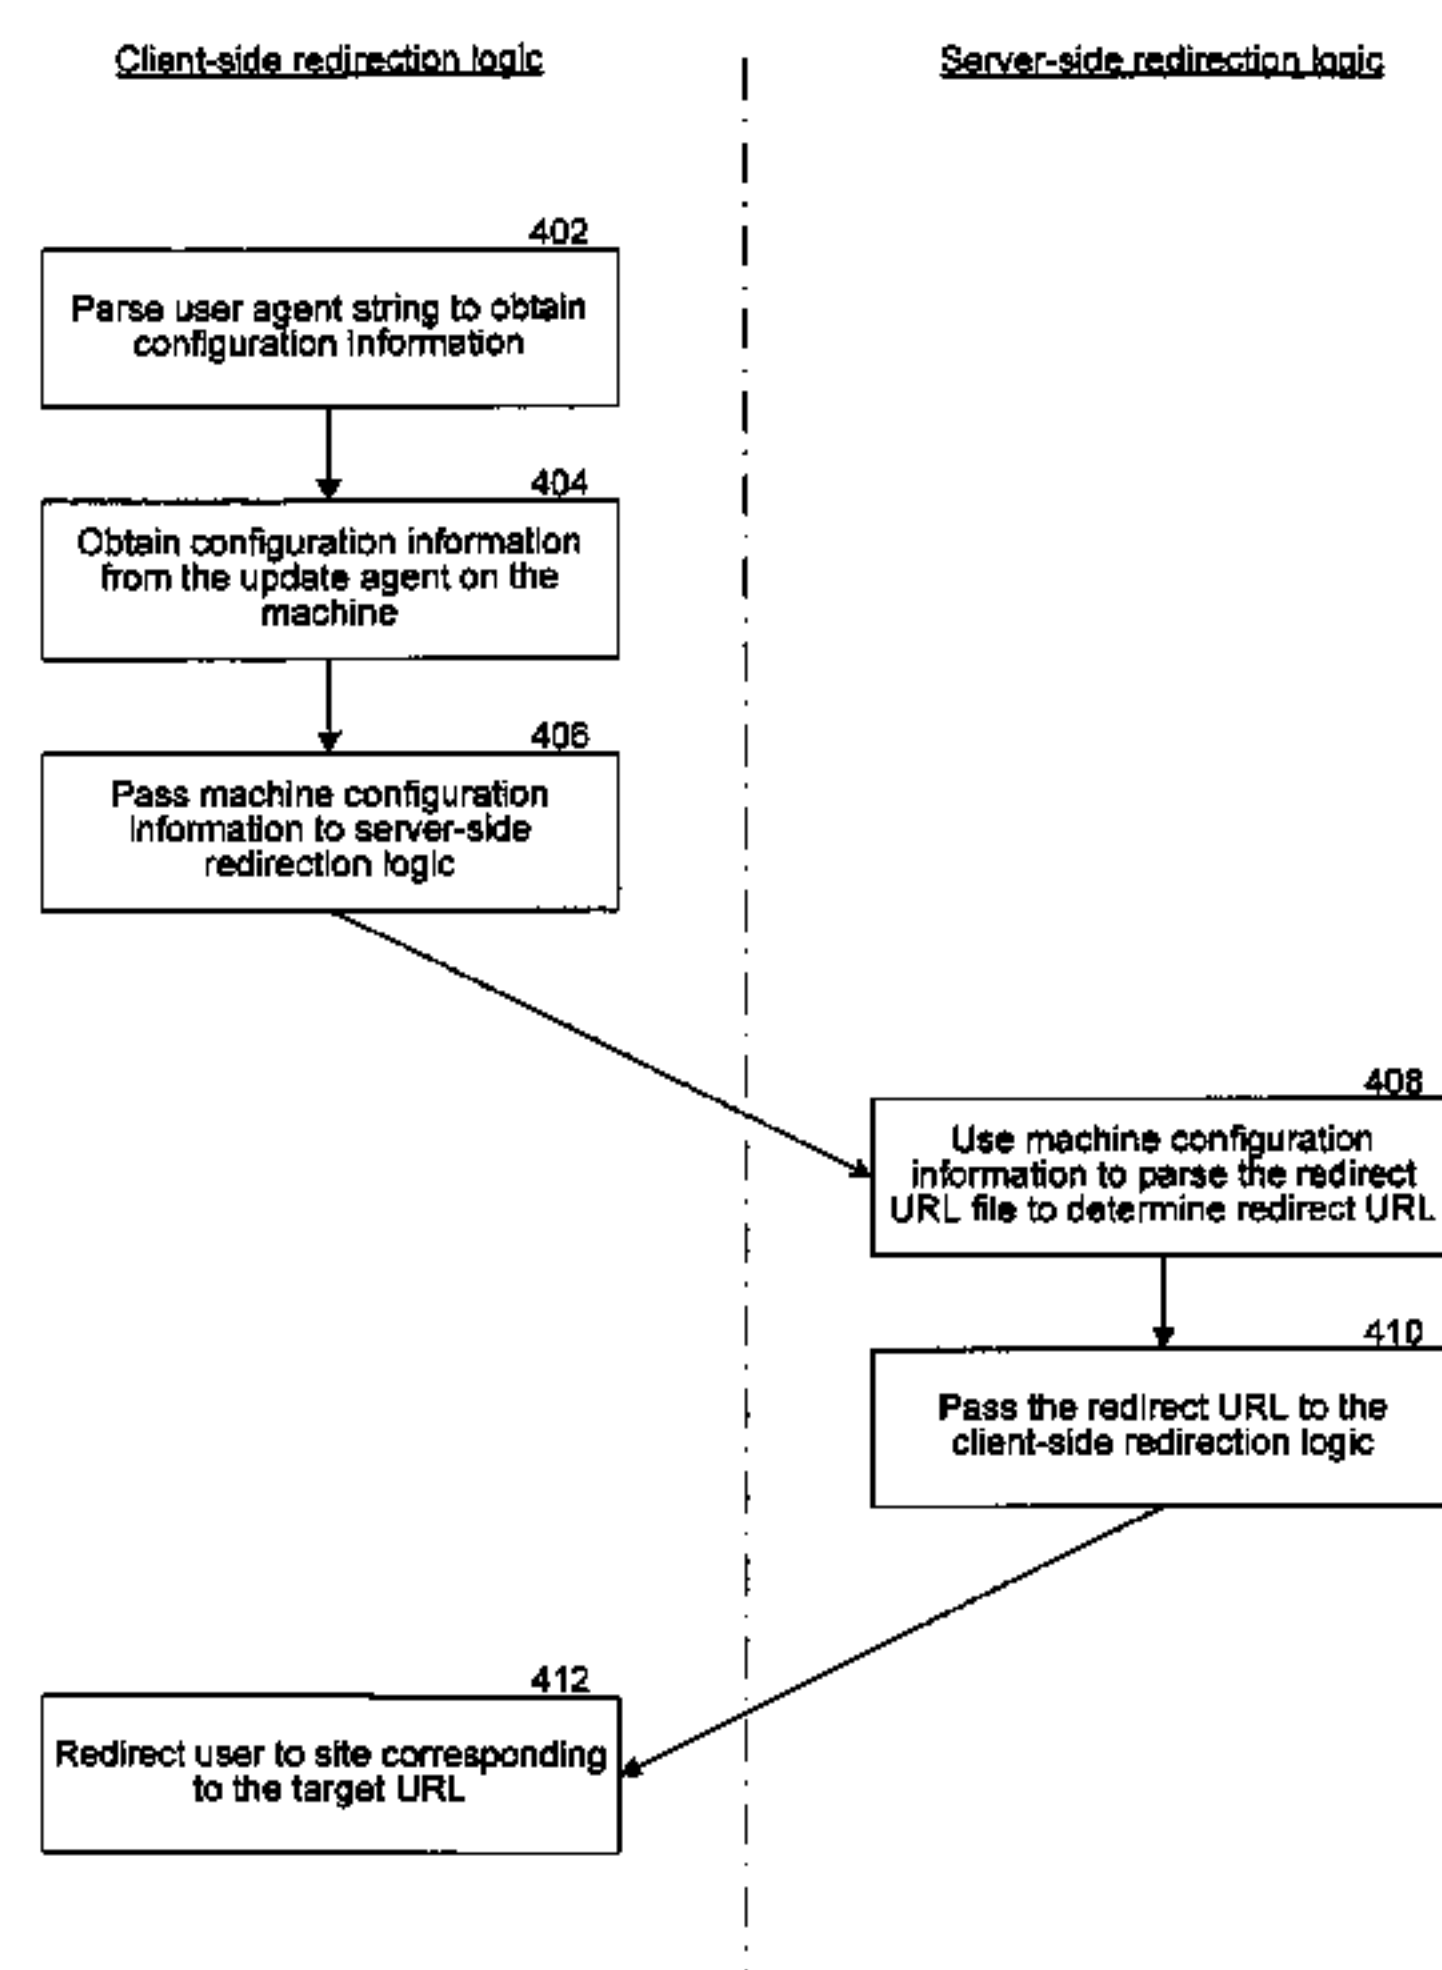 Client-side redirection logic
Server-side redirection logic
402
Parse user agent string to obtain
configuration information
404
Obtain configuration information
from the update agent on the
machine
406
Pass machine configuration
information to server-side
redirection logic
408
Use machine configuration
information to parse the redirect
URL file to determine redirect URL
410
Pass the redirect URL to the
client-side redirection logic
412
Redirect user to site corresponding
to the target URL